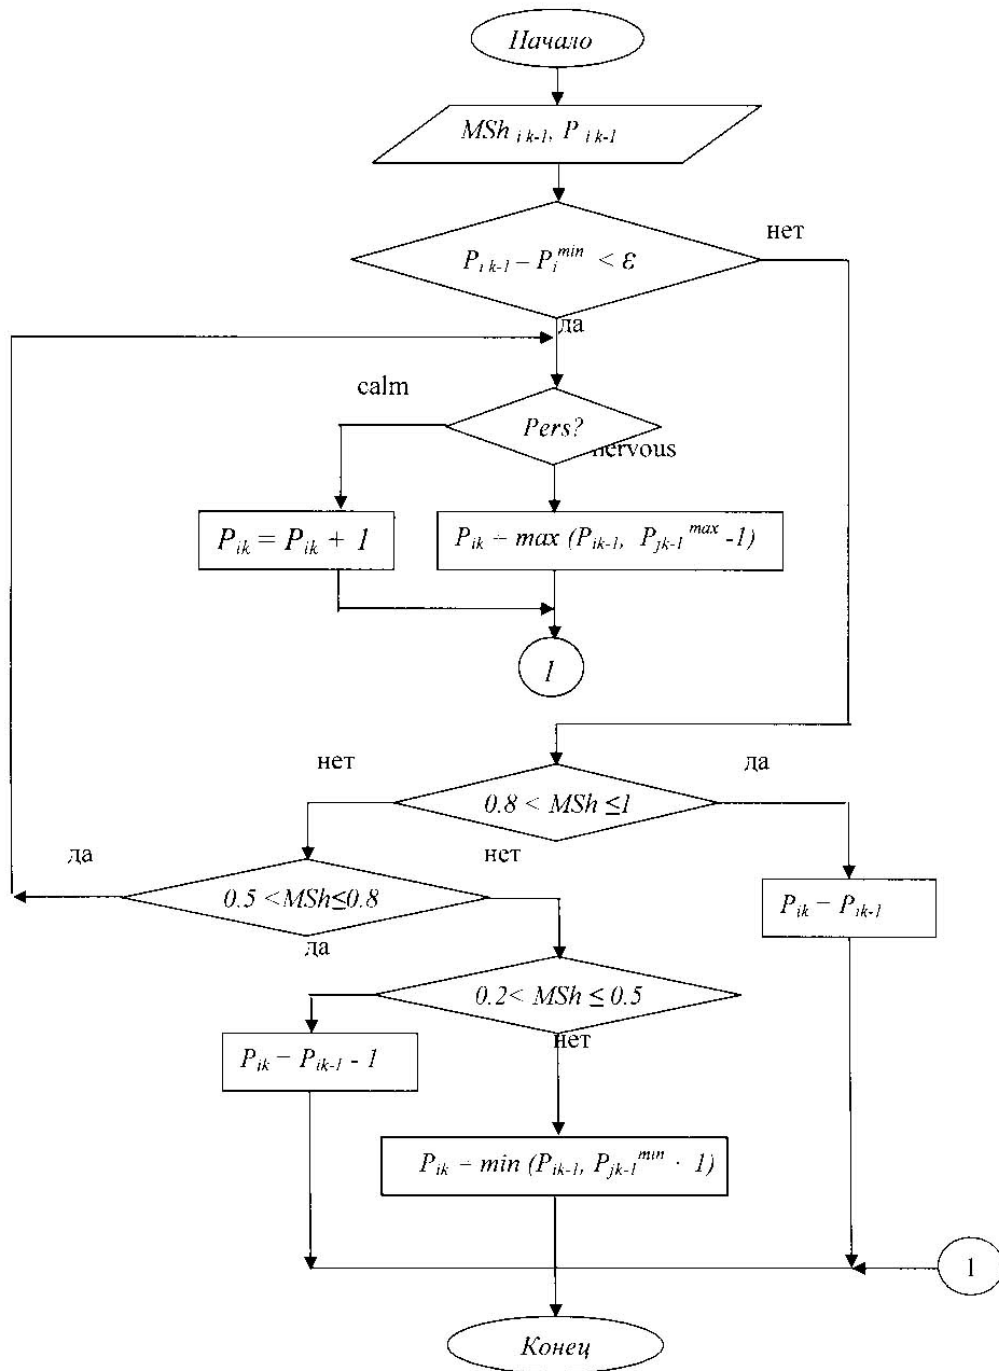 Начало
MSh i k-1, P i k-1
P i k-1 – P i min < ε
нет
да
calm
Pers?
nervous
P ik = P ik + 1
P ik = max (P ik-1, P jk-1 max -1)
1
нет
да
0.8 < MSh ≤1
да
нет
0.5 <MSh≤0.8
P ik = P ik-1
да
0.2< MSh ≤ 0.5
нет
P ik = P ik-1 - 1
P ik = min (P ik-1, P jk-1 min · 1)
1
Конец